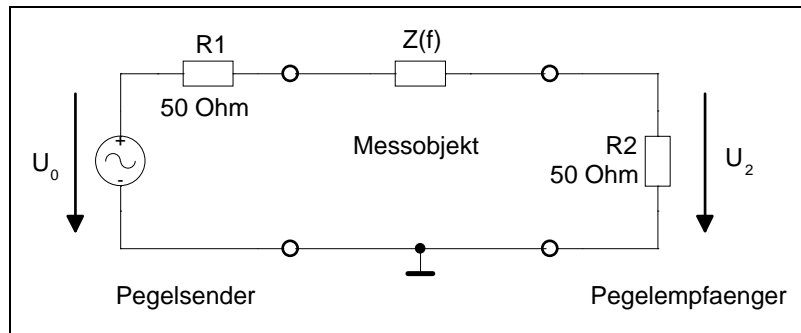 R1
Z(f)
50 Ohm
+
-
U0
Messobjekt
R2
50 Ohm
U2
Pegelsender
Pegelempfaenger